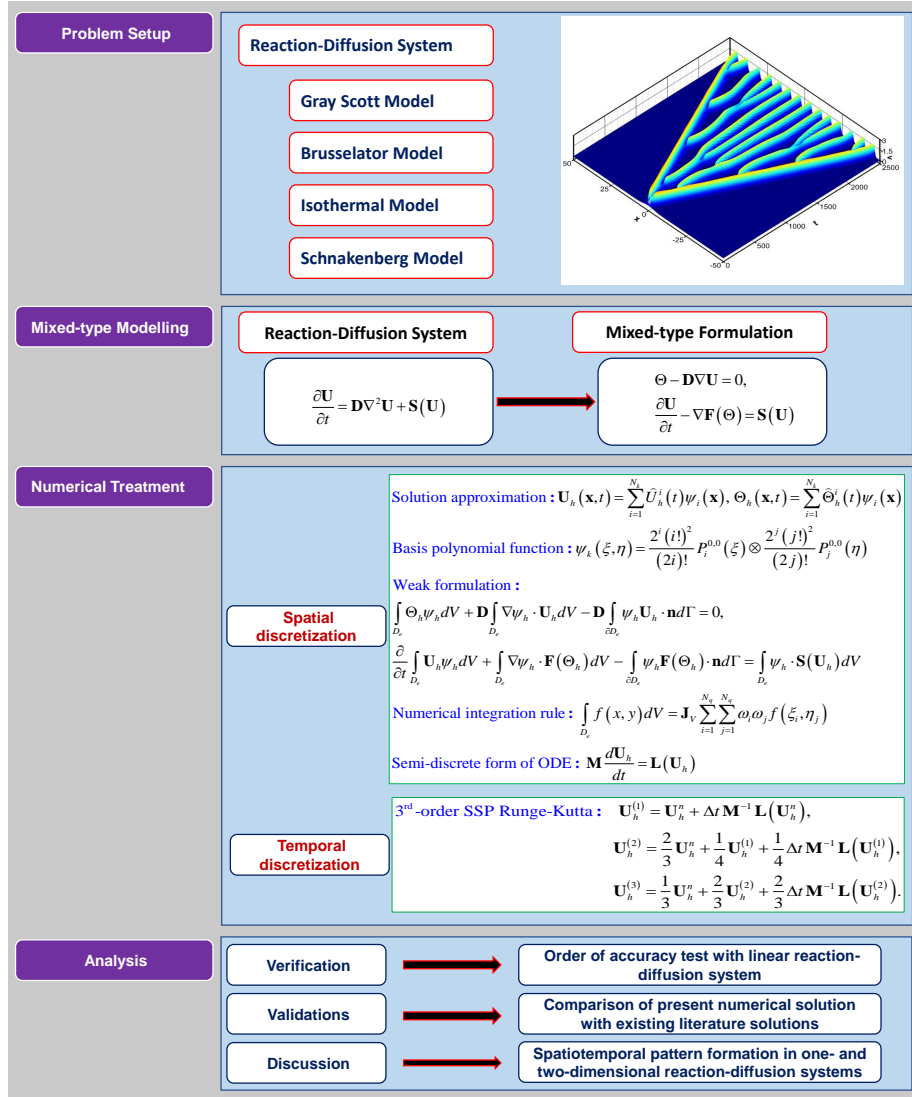 Problem Setup
Reaction-Diffusion System
Gray Scott Model
Brusselator Model
Isothermal Model
Schnakenberg Model
50
25
0
-25
-50
x
0
500
1000
1500
2000
2500
t
3
1.5
0
v
Mixed-type Modelling
Reaction-Diffusion System
∂U/∂t = D∇²U + S(U)
Mixed-type Formulation
Θ − D∇U = 0,
∂U/∂t − ∇F(Θ) = S(U)
Numerical Treatment
Spatial
discretization
Solution approximation : U_h(x,t) = ∑_{i=1}^{N_k} Û_h^i(t)ψ_i(x), Θ_h(x,t) = ∑_{i=1}^{N_k} Θ̂_h^i(t)ψ_i(x)
Basis polynomial function : ψ_k(ξ,η) = 2^i(i!)²/(2i)! P_i^{0,0}(ξ) ⊗ 2^j(j!)²/(2j)! P_j^{0,0}(η)
Weak formulation :
∫_{D_e} Θ_hψ_h dV + D∫_{D_e} ∇ψ_h · U_h dV − D∫_{∂D_e} ψ_h U_h · n dΓ = 0,
∂/∂t ∫_{D_e} U_hψ_h dV + ∫_{D_e} ∇ψ_h · F(Θ_h) dV − ∫_{∂D_e} ψ_h F(Θ_h) · n dΓ = ∫_{D_e} ψ_h · S(U_h) dV
Numerical integration rule : ∫_{D_e} f(x,y) dV = J_V ∑_{i=1}^{N_q} ∑_{j=1}^{N_q} ω_iω_j f(ξ_i,η_j)
Semi-discrete form of ODE : M dU_h/dt = L(U_h)
Temporal
discretization
3rd-order SSP Runge-Kutta : U_h^(1) = U_h^n + Δt M⁻¹ L(U_h^n),
U_h^(2) = 2/3 U_h^n + 1/4 U_h^(1) + 1/4 Δt M⁻¹ L(U_h^(1)),
U_h^(3) = 1/3 U_h^n + 2/3 U_h^(2) + 2/3 Δt M⁻¹ L(U_h^(2)).
Analysis
Verification
Order of accuracy test with linear reaction-
diffusion system
Validations
Comparison of present numerical solution
with existing literature solutions
Discussion
Spatiotemporal pattern formation in one- and
two-dimensional reaction-diffusion systems